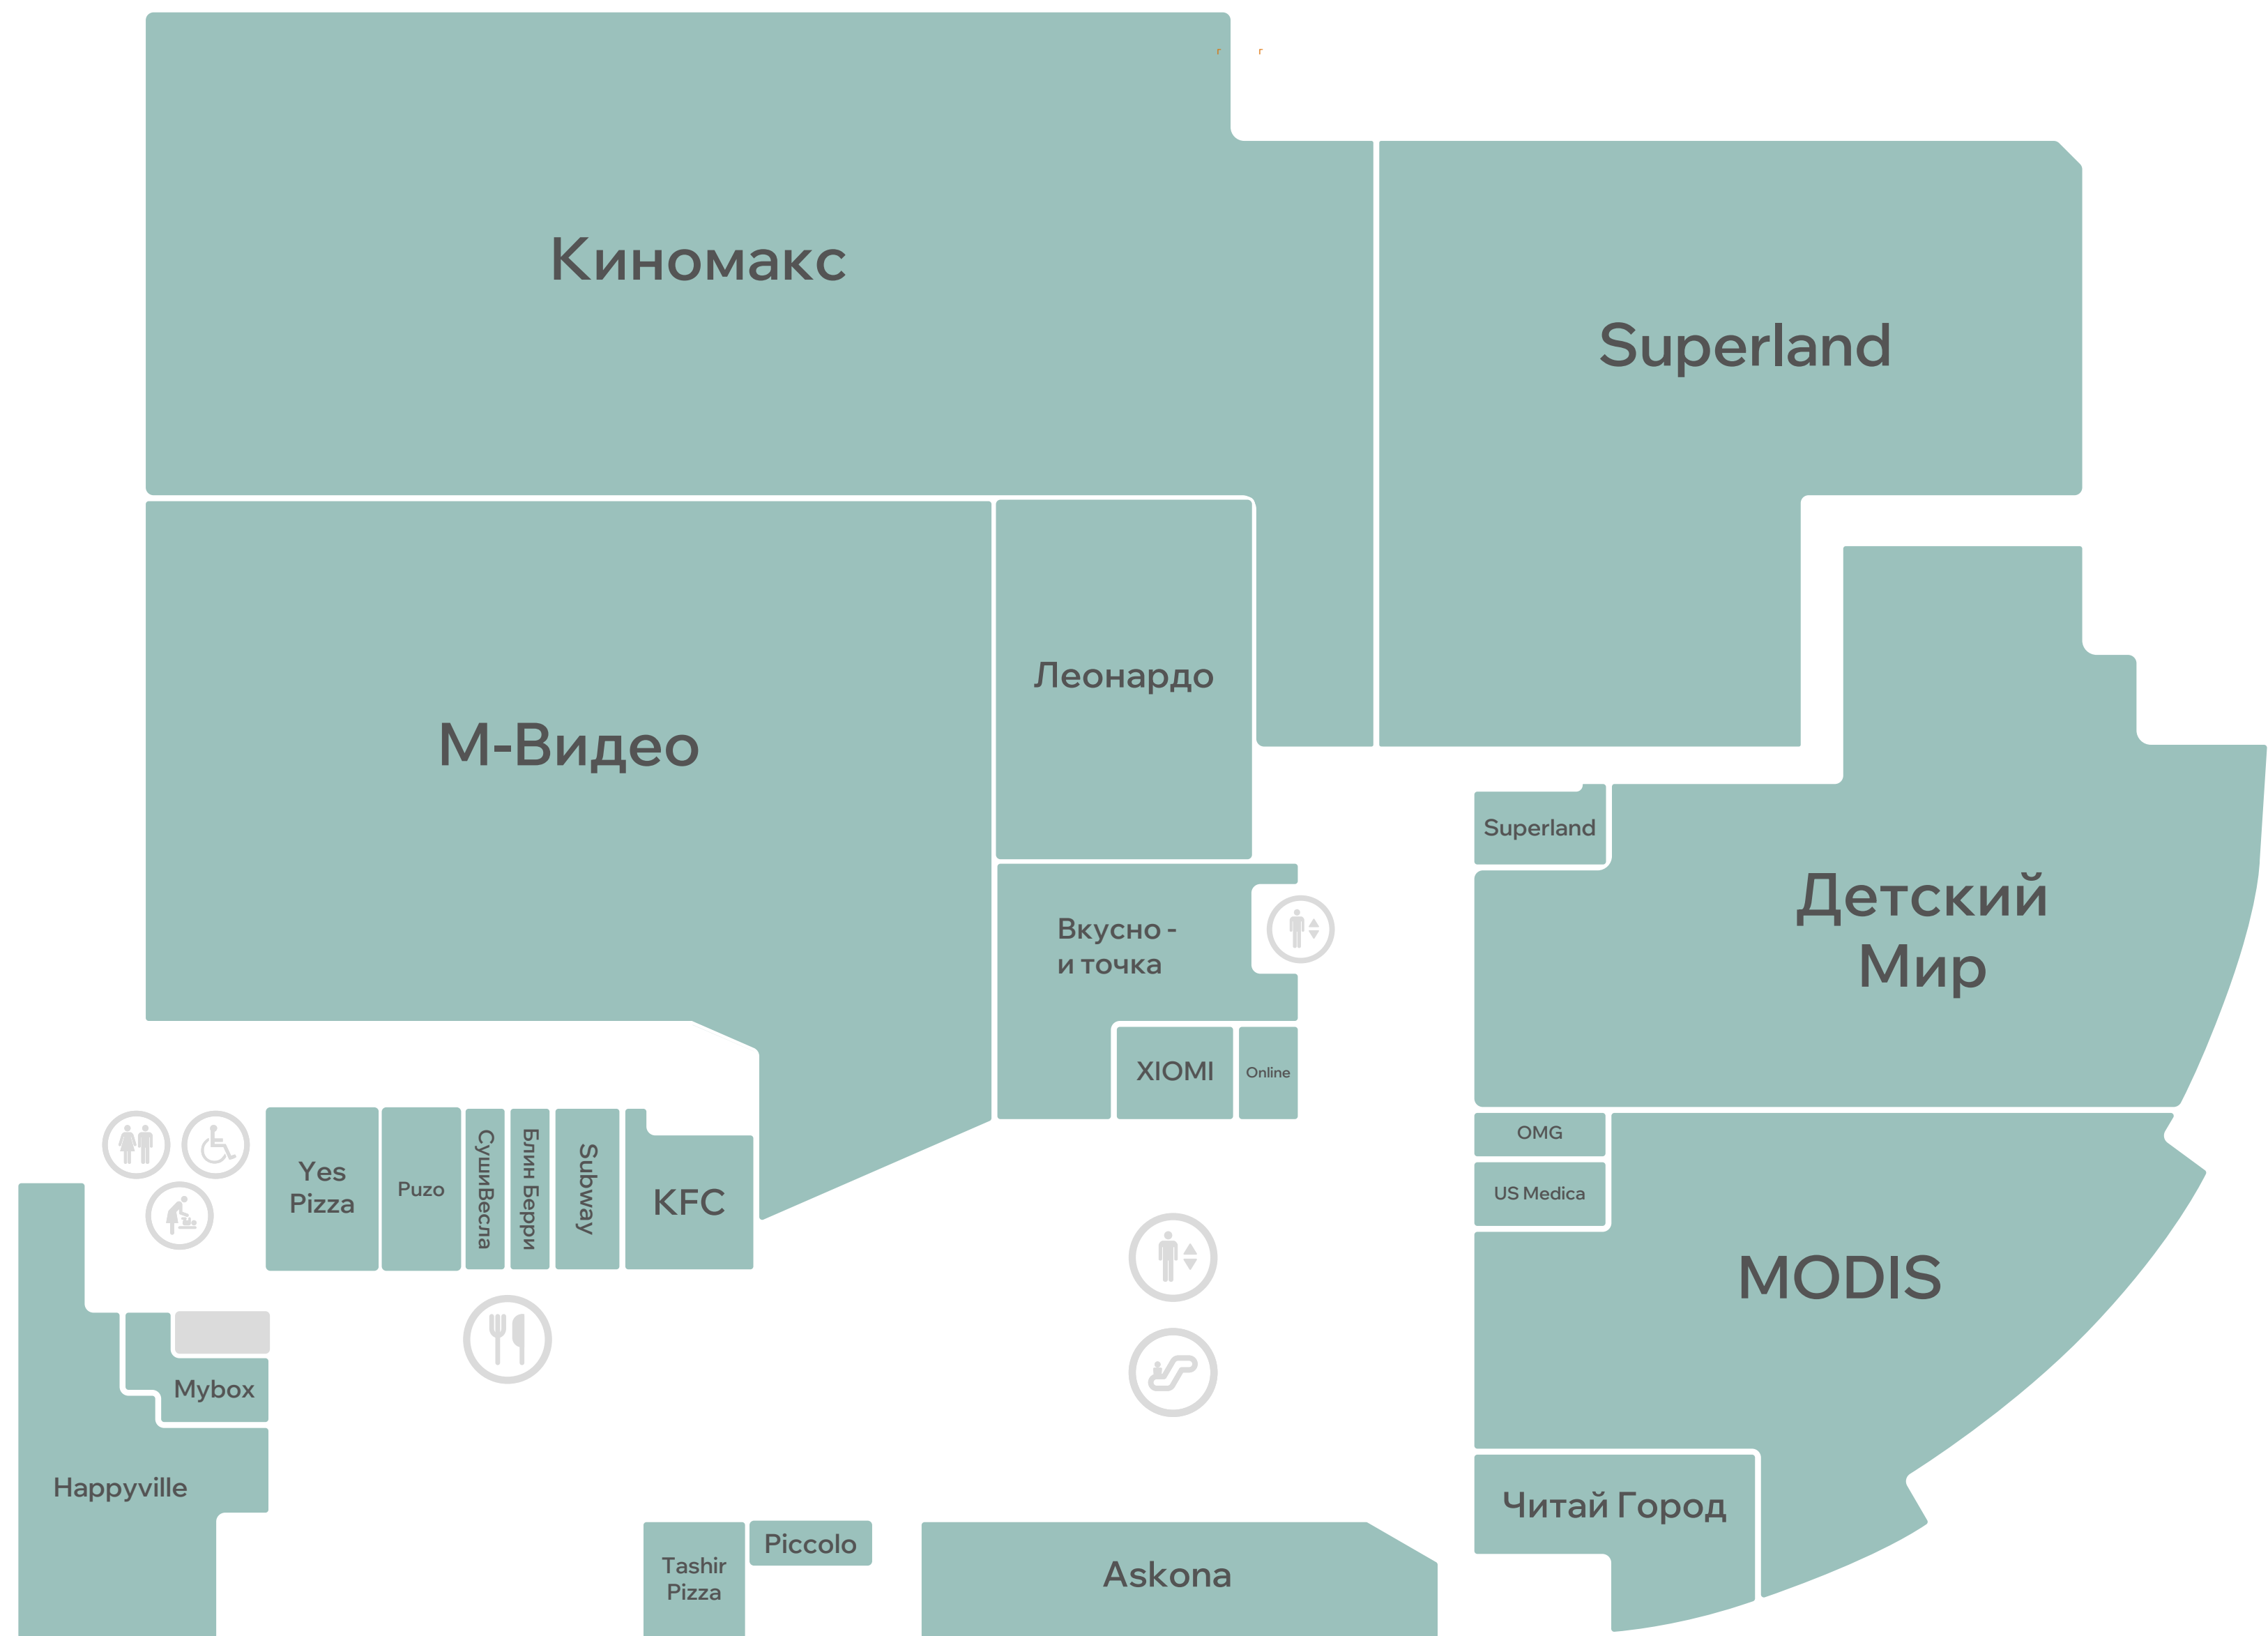 г г
Киномакс
Superland
Леонардо
М-Видео
Superland
Детский
Мир
Вкусно -
и точка
XIOMI
Online
OMG
US Medica
Yes
Pizza
Puzo
СушиВесла
Блин Берри
Subway
KFC
MODIS
Mybox
Happyville
Читай Город
Piccolo
Tashir
Pizza
Askona